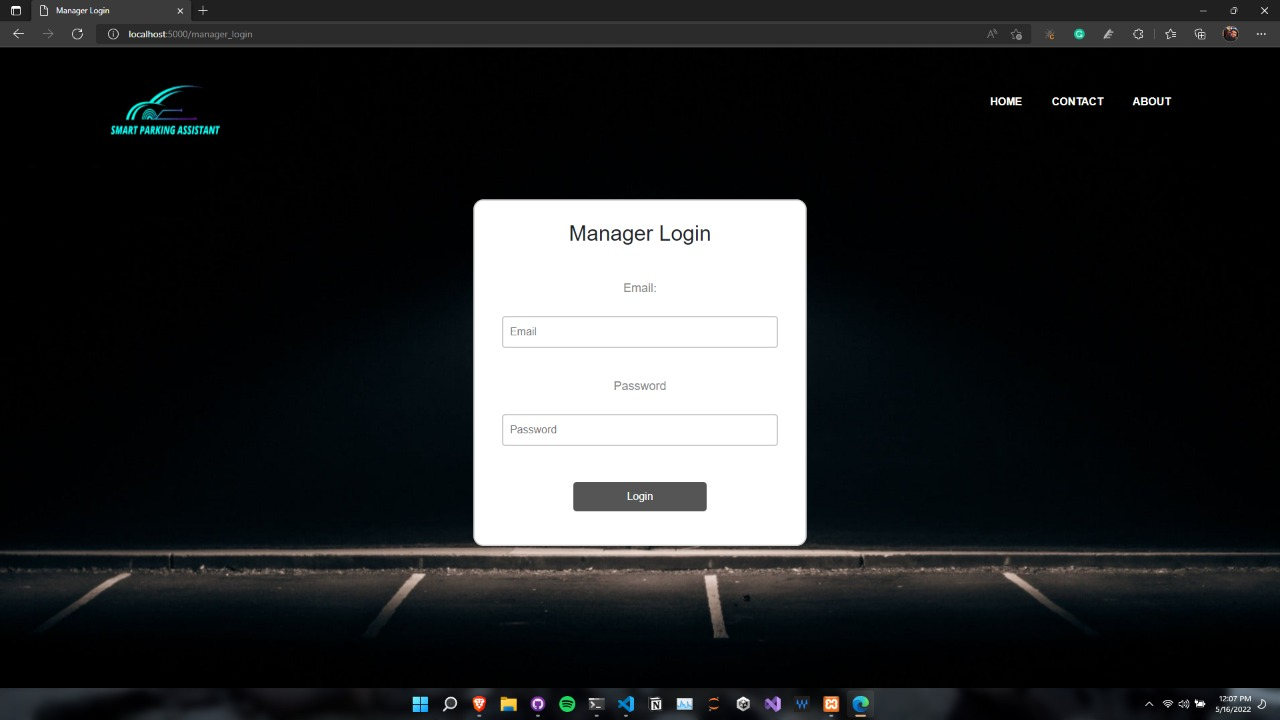 Manager Login
localhost:5000/manager_login
SMART PARKING ASSISTANT
HOME CONTACT ABOUT
Manager Login
Email:
Email
Password
Password
Login
12:07 PM
5/16/2022